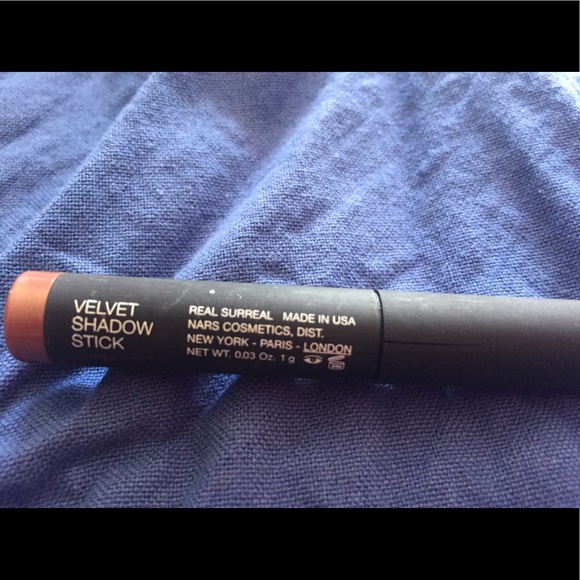 VELVET
SHADOW
STICK
REAL SURREAL MADE IN USA
NARS COSMETICS, DIST.
NEW YORK - PARIS - LONDON
NET WT. 0.03 Oz. 1 g